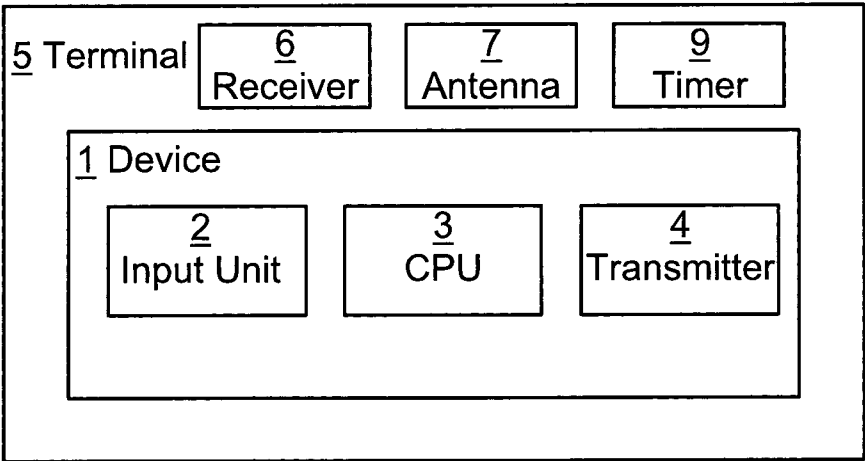 5 Terminal
6
Receiver
7
Antenna
9
Timer
1 Device
2
Input Unit
3
CPU
4
Transmitter